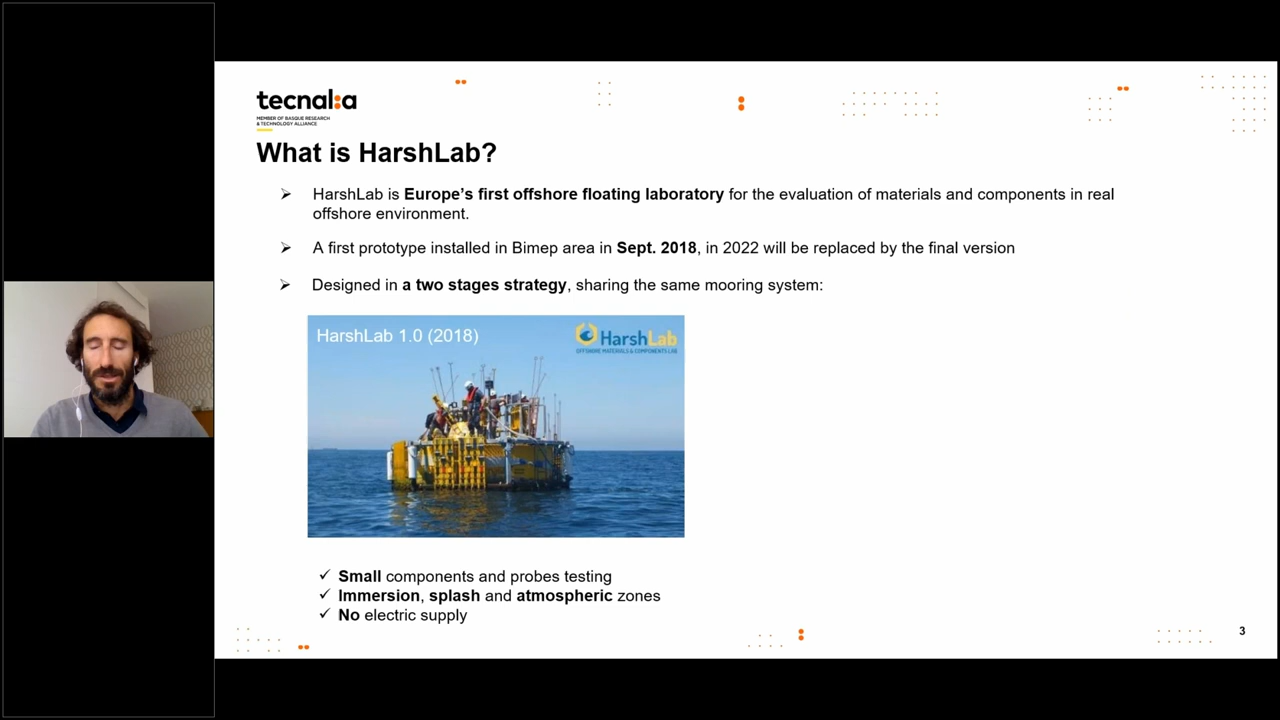 tecnal:a
MEMBER OF BASQUE RESEARCH
& TECHNOLOGY ALLIANCE
What is HarshLab?
➢ HarshLab is Europe's first offshore floating laboratory for the evaluation of materials and components in real
offshore environment.
➢ A first prototype installed in Bimep area in Sept. 2018, in 2022 will be replaced by the final version
➢ Designed in a two stages strategy, sharing the same mooring system:
HarshLab 1.0 (2018)
HarshLab
OFFSHORE MATERIALS & COMPONENTS LAB
✓ Small components and probes testing
✓ Immersion, splash and atmospheric zones
✓ No electric supply
3